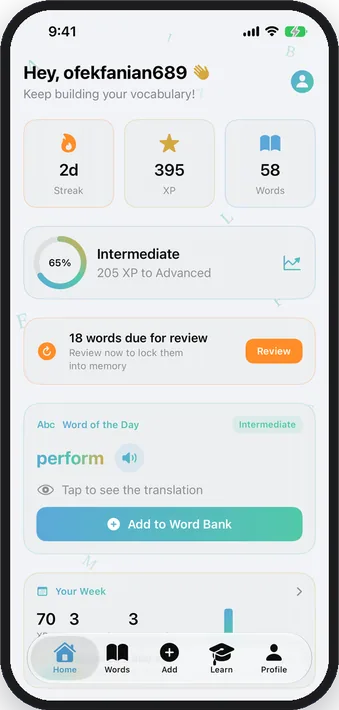 9:41
Hey, ofekfanian689 👋
Keep building your vocabulary!
2d
Streak
395
XP
58
Words
65%
Intermediate
205 XP to Advanced
18 words due for review
Review now to lock them
into memory
Review
Abc Word of the Day
Intermediate
perform
Tap to see the translation
Add to Word Bank
Your Week
70 3 3
Home Words Add Learn Profile